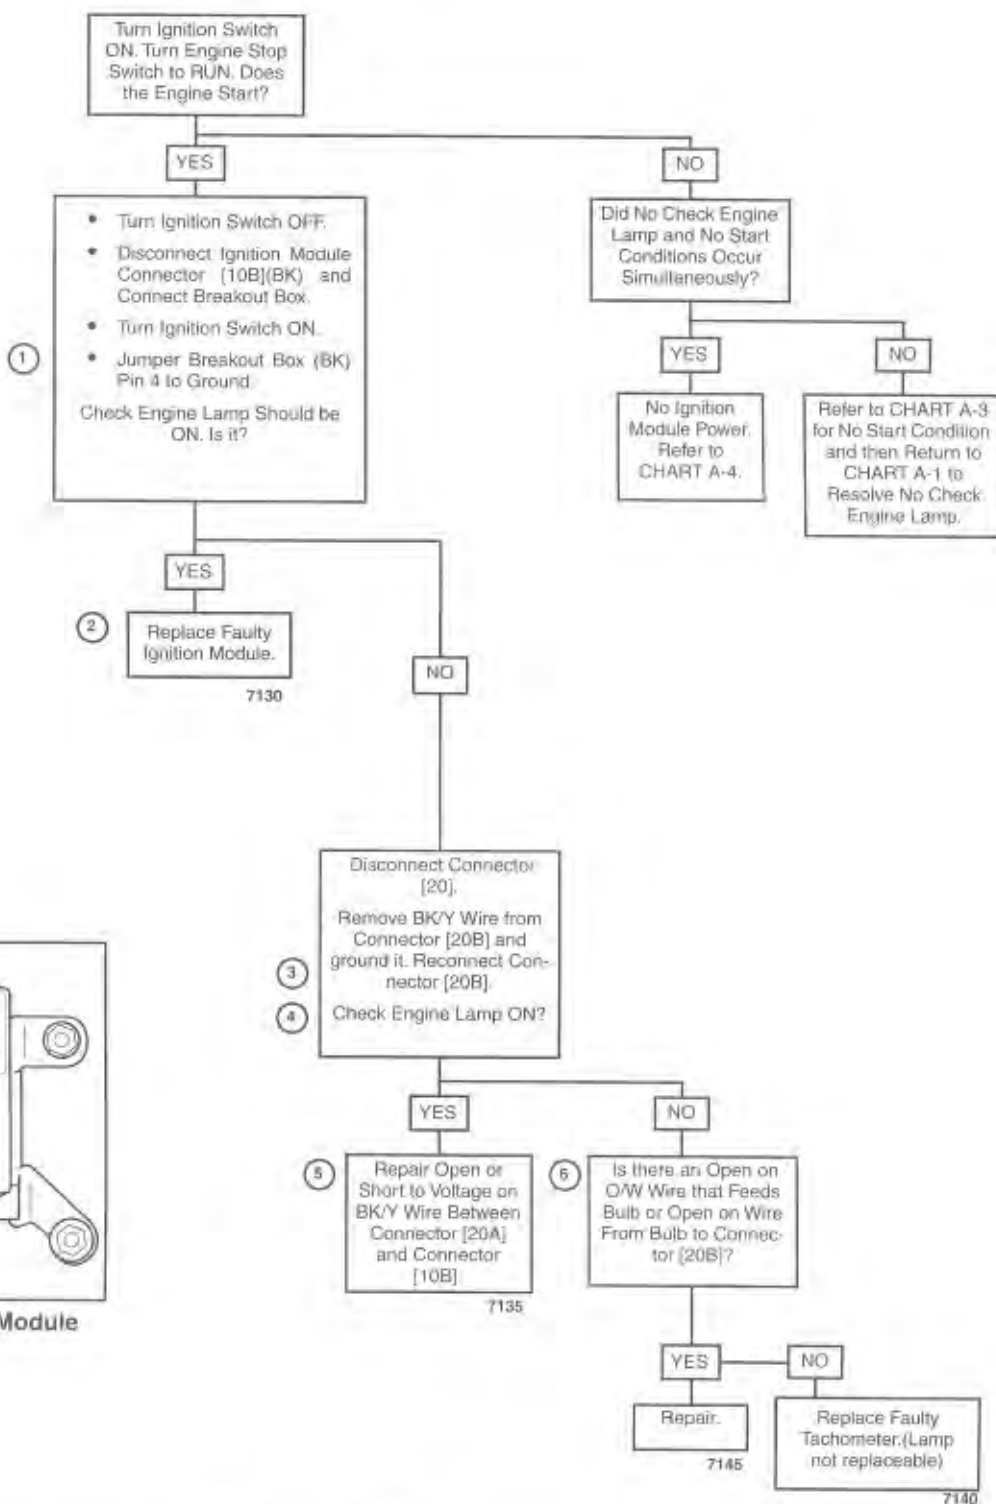 Turn Ignition Switch
ON. Turn Engine Stop
Switch to RUN. Does
the Engine Start?
YES
NO
• Turn Ignition Switch OFF.
• Disconnect Ignition Module
Connector [10B](BK) and
Connect Breakout Box.
• Turn Ignition Switch ON.
• Jumper Breakout Box (BK)
Pin 4 to Ground.
Check Engine Lamp Should be
ON. Is it?
1
Did No Check Engine
Lamp and No Start
Conditions Occur
Simulteneously?
YES
NO
No Ignition
Module Power.
Refer to
CHART A-4.
Refer to CHART A-3
for No Start Condition
and then Return to
CHART A-1 to
Resolve No Check
Engine Lamp.
YES
2
Replace Faulty
Ignition Module.
7130
NO
Disconnect Connector
[20].
Remove BK/Y Wire from
Connector [20B] and
ground it. Reconnect Con-
nector [20B].
3
4
Check Engine Lamp ON?
YES
NO
5
Repair Open or
Short to Voltage on
BK/Y Wire Between
Connector [20A]
and Connector
[10B]
7135
6
Is there an Open on
O/W Wire that Feeds
Bulb or Open on Wire
From Bulb to Connec-
tor [20B]?
Module
YES
NO
Repair.
7145
Replace Faulty
Tachometer.(Lamp
not replaceable)
7140